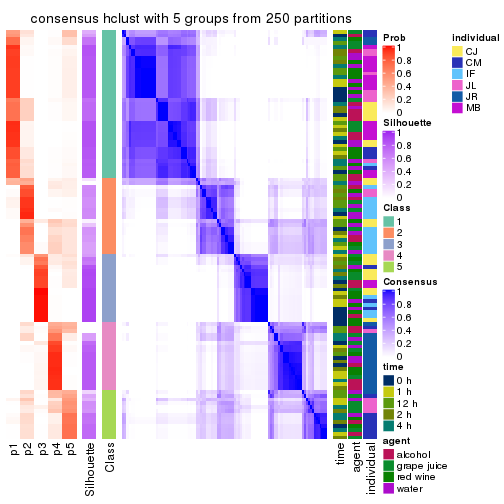 consensus hclust with 5 groups from 250 partitions
p1
p2
p3
p4
p5
Silhouette
Class
time
agent
individual
Prob
1
0.8
0.6
0.4
0.2
0
Silhouette
1
0.8
0.6
0.4
0.2
0
Class
1
2
3
4
5
Consensus
1
0.8
0.6
0.4
0.2
0
time
0 h
1 h
12 h
2 h
4 h
agent
alcohol
grape juice
red wine
water
individual
CJ
CM
IF
JL
JR
MB